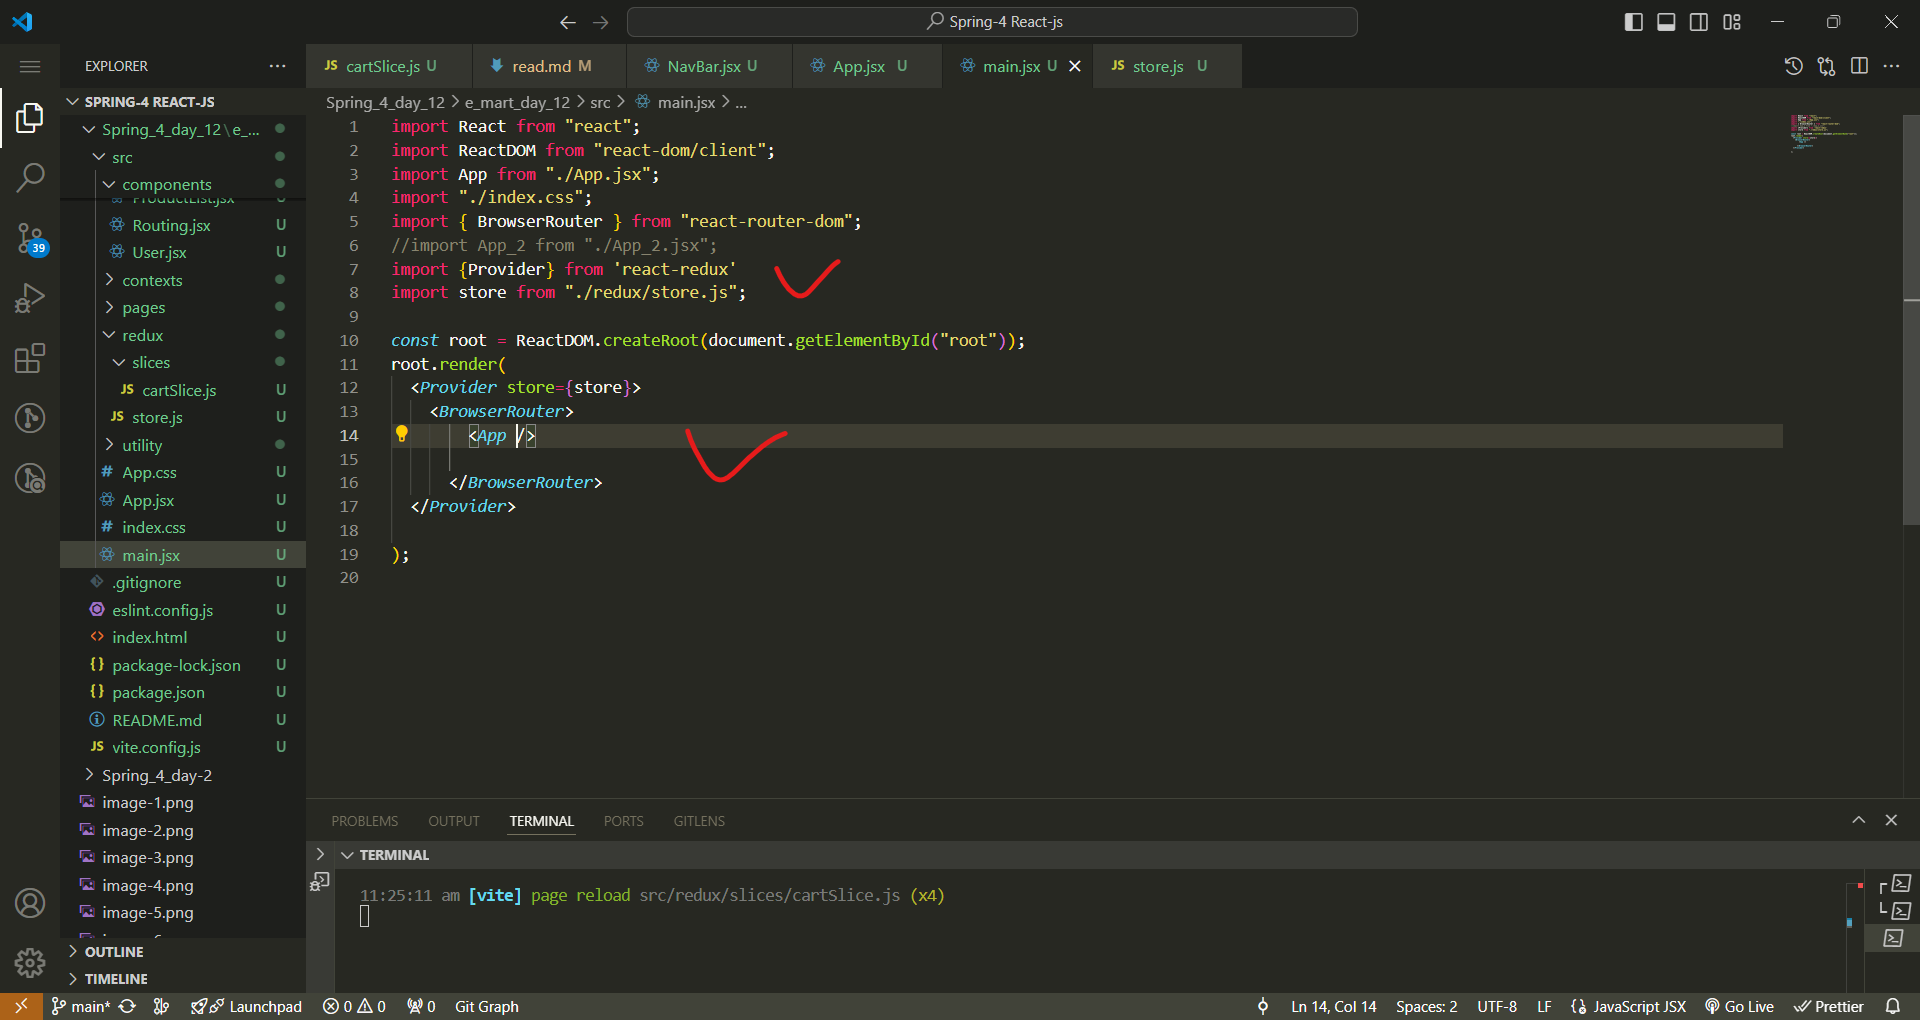 Spring-4 React-js
EXPLORER
SPRING-4 REACT-JS
Spring_4_day_12\e_...
src
components
ProductList.jsx
Routing.jsx U
User.jsx U
contexts
pages
redux
slices
cartSlice.js U
store.js U
utility
App.css U
App.jsx U
index.css U
main.jsx U
.gitignore U
eslint.config.js U
index.html U
package-lock.json U
package.json U
README.md U
vite.config.js U
Spring_4_day-2
image-1.png
image-2.png
image-3.png
image-4.png
image-5.png
OUTLINE
TIMELINE
39
cartSlice.js U
read.md M
NavBar.jsx U
App.jsx U
main.jsx U
store.js U
Spring_4_day_12 > e_mart_day_12 > src > main.jsx > ...
1 import React from "react";
2 import ReactDOM from "react-dom/client";
3 import App from "./App.jsx";
4 import "./index.css";
5 import { BrowserRouter } from "react-router-dom";
6 //import App_2 from "./App_2.jsx";
7 import {Provider} from 'react-redux'
8 import store from "./redux/store.js";
9
10 const root = ReactDOM.createRoot(document.getElementById("root"));
11 root.render(
12 <Provider store={store}>
13 <BrowserRouter>
14 <App />
15
16 </BrowserRouter>
17 </Provider>
18
19 );
20
PROBLEMS OUTPUT TERMINAL PORTS GITLENS
TERMINAL
11:25:11 am [vite] page reload src/redux/slices/cartSlice.js (x4)
main* Launchpad 0 0 0 Git Graph Ln 14, Col 14 Spaces: 2 UTF-8 LF JavaScript JSX Go Live Prettier